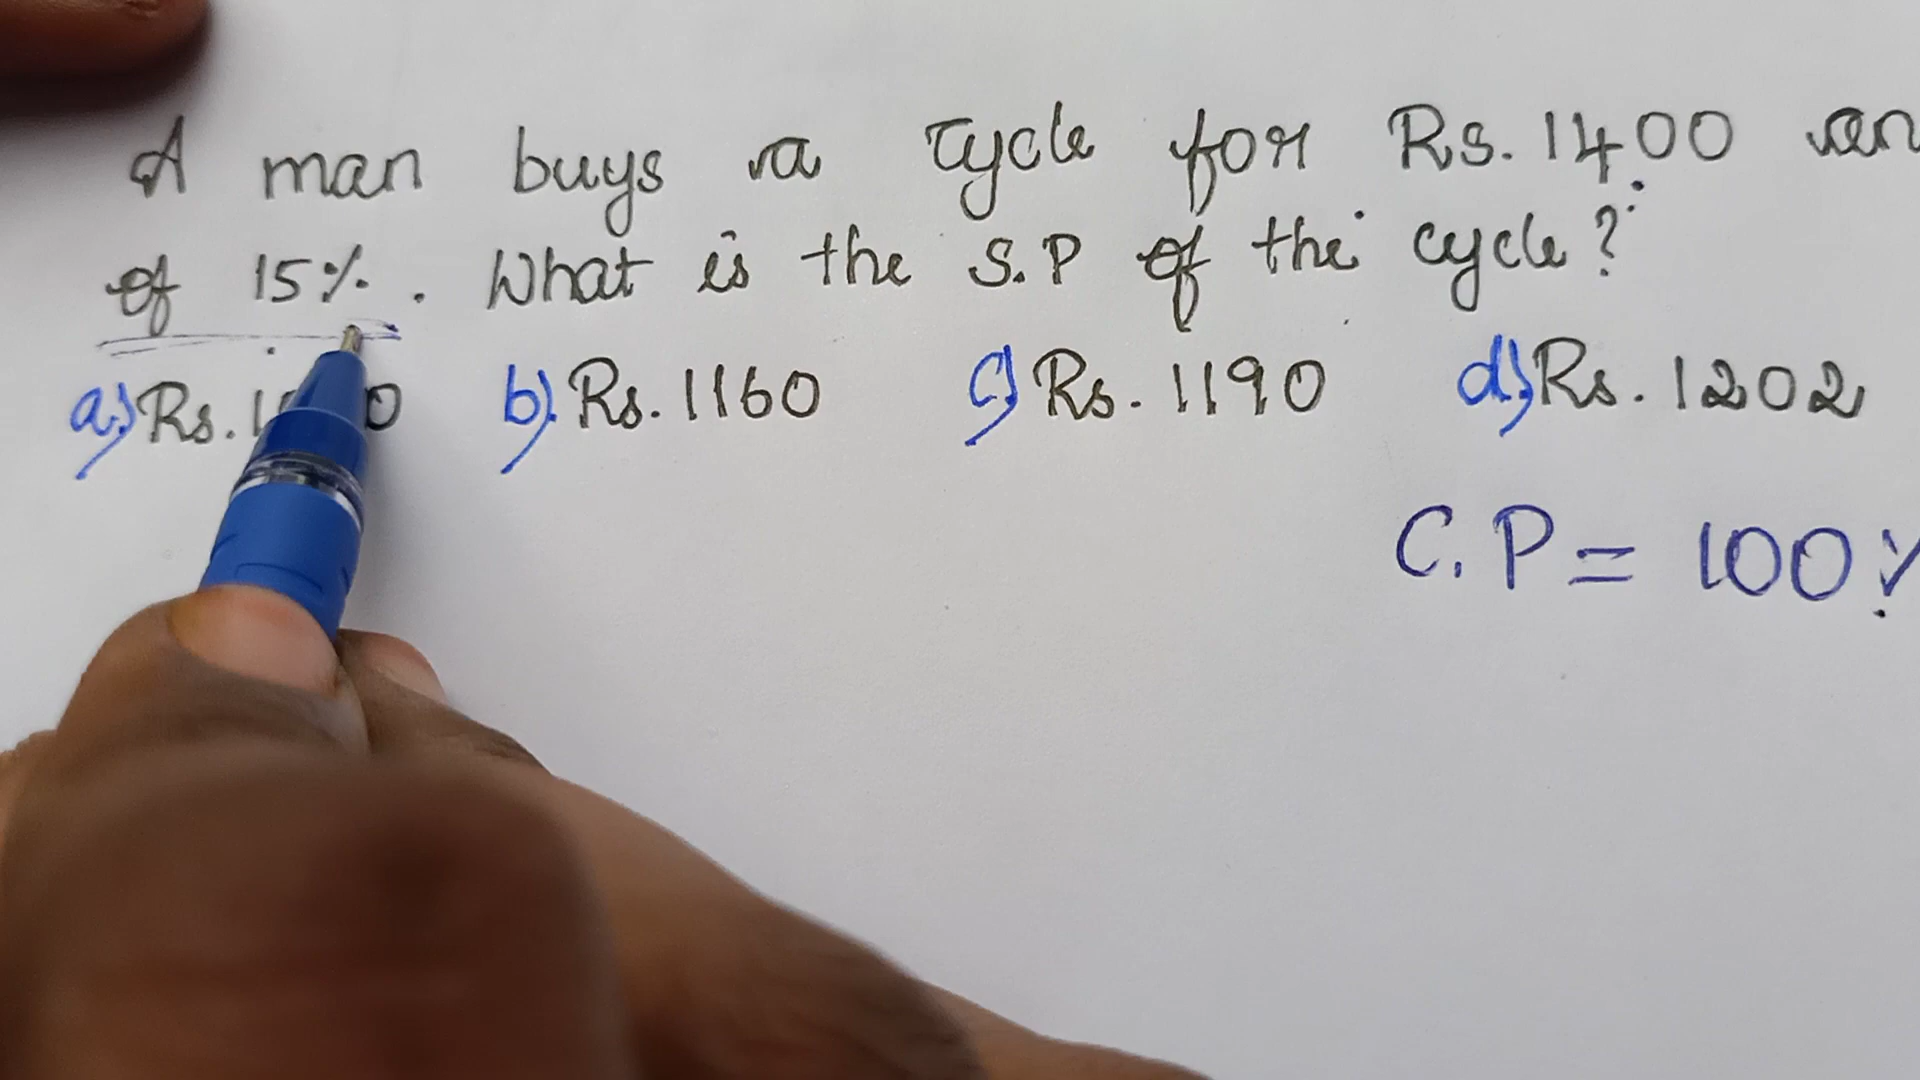 A man buys a cycle for Rs. 1400
of 15%. What is the S.P of the cycle?
a) Rs. b) Rs. 1160 c) Rs. 1190 d) Rs. 1202
C.P = 100%